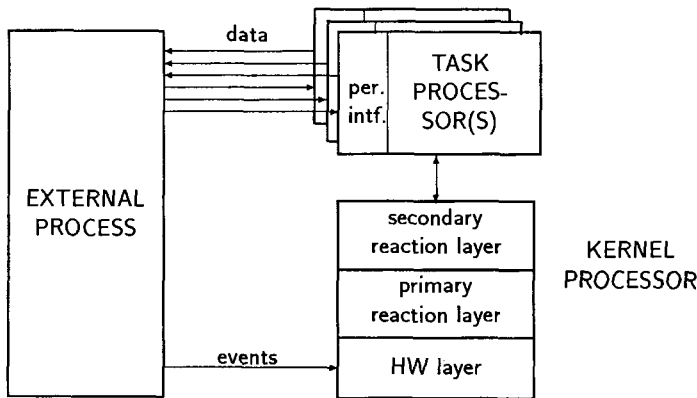 data
per.
intf.
TASK
PROCES-
SOR(S)
EXTERNAL
PROCESS
secondary
reaction layer
primary
reaction layer
KERNEL
PROCESSOR
events
HW layer